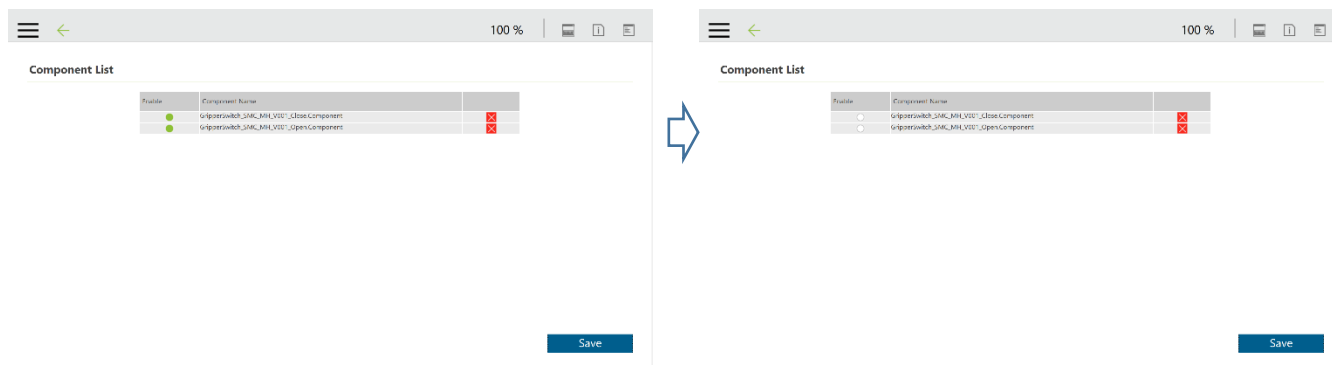 100 %
Component List
Enable Component Name
GripperSwitch_SMC_MH_V001_Close.Component
GripperSwitch_SMC_MH_V001_Open.Component
Save
100 %
Component List
Enable Component Name
GripperSwitch_SMC_MH_V001_Close.Component
GripperSwitch_SMC_MH_V001_Open.Component
Save